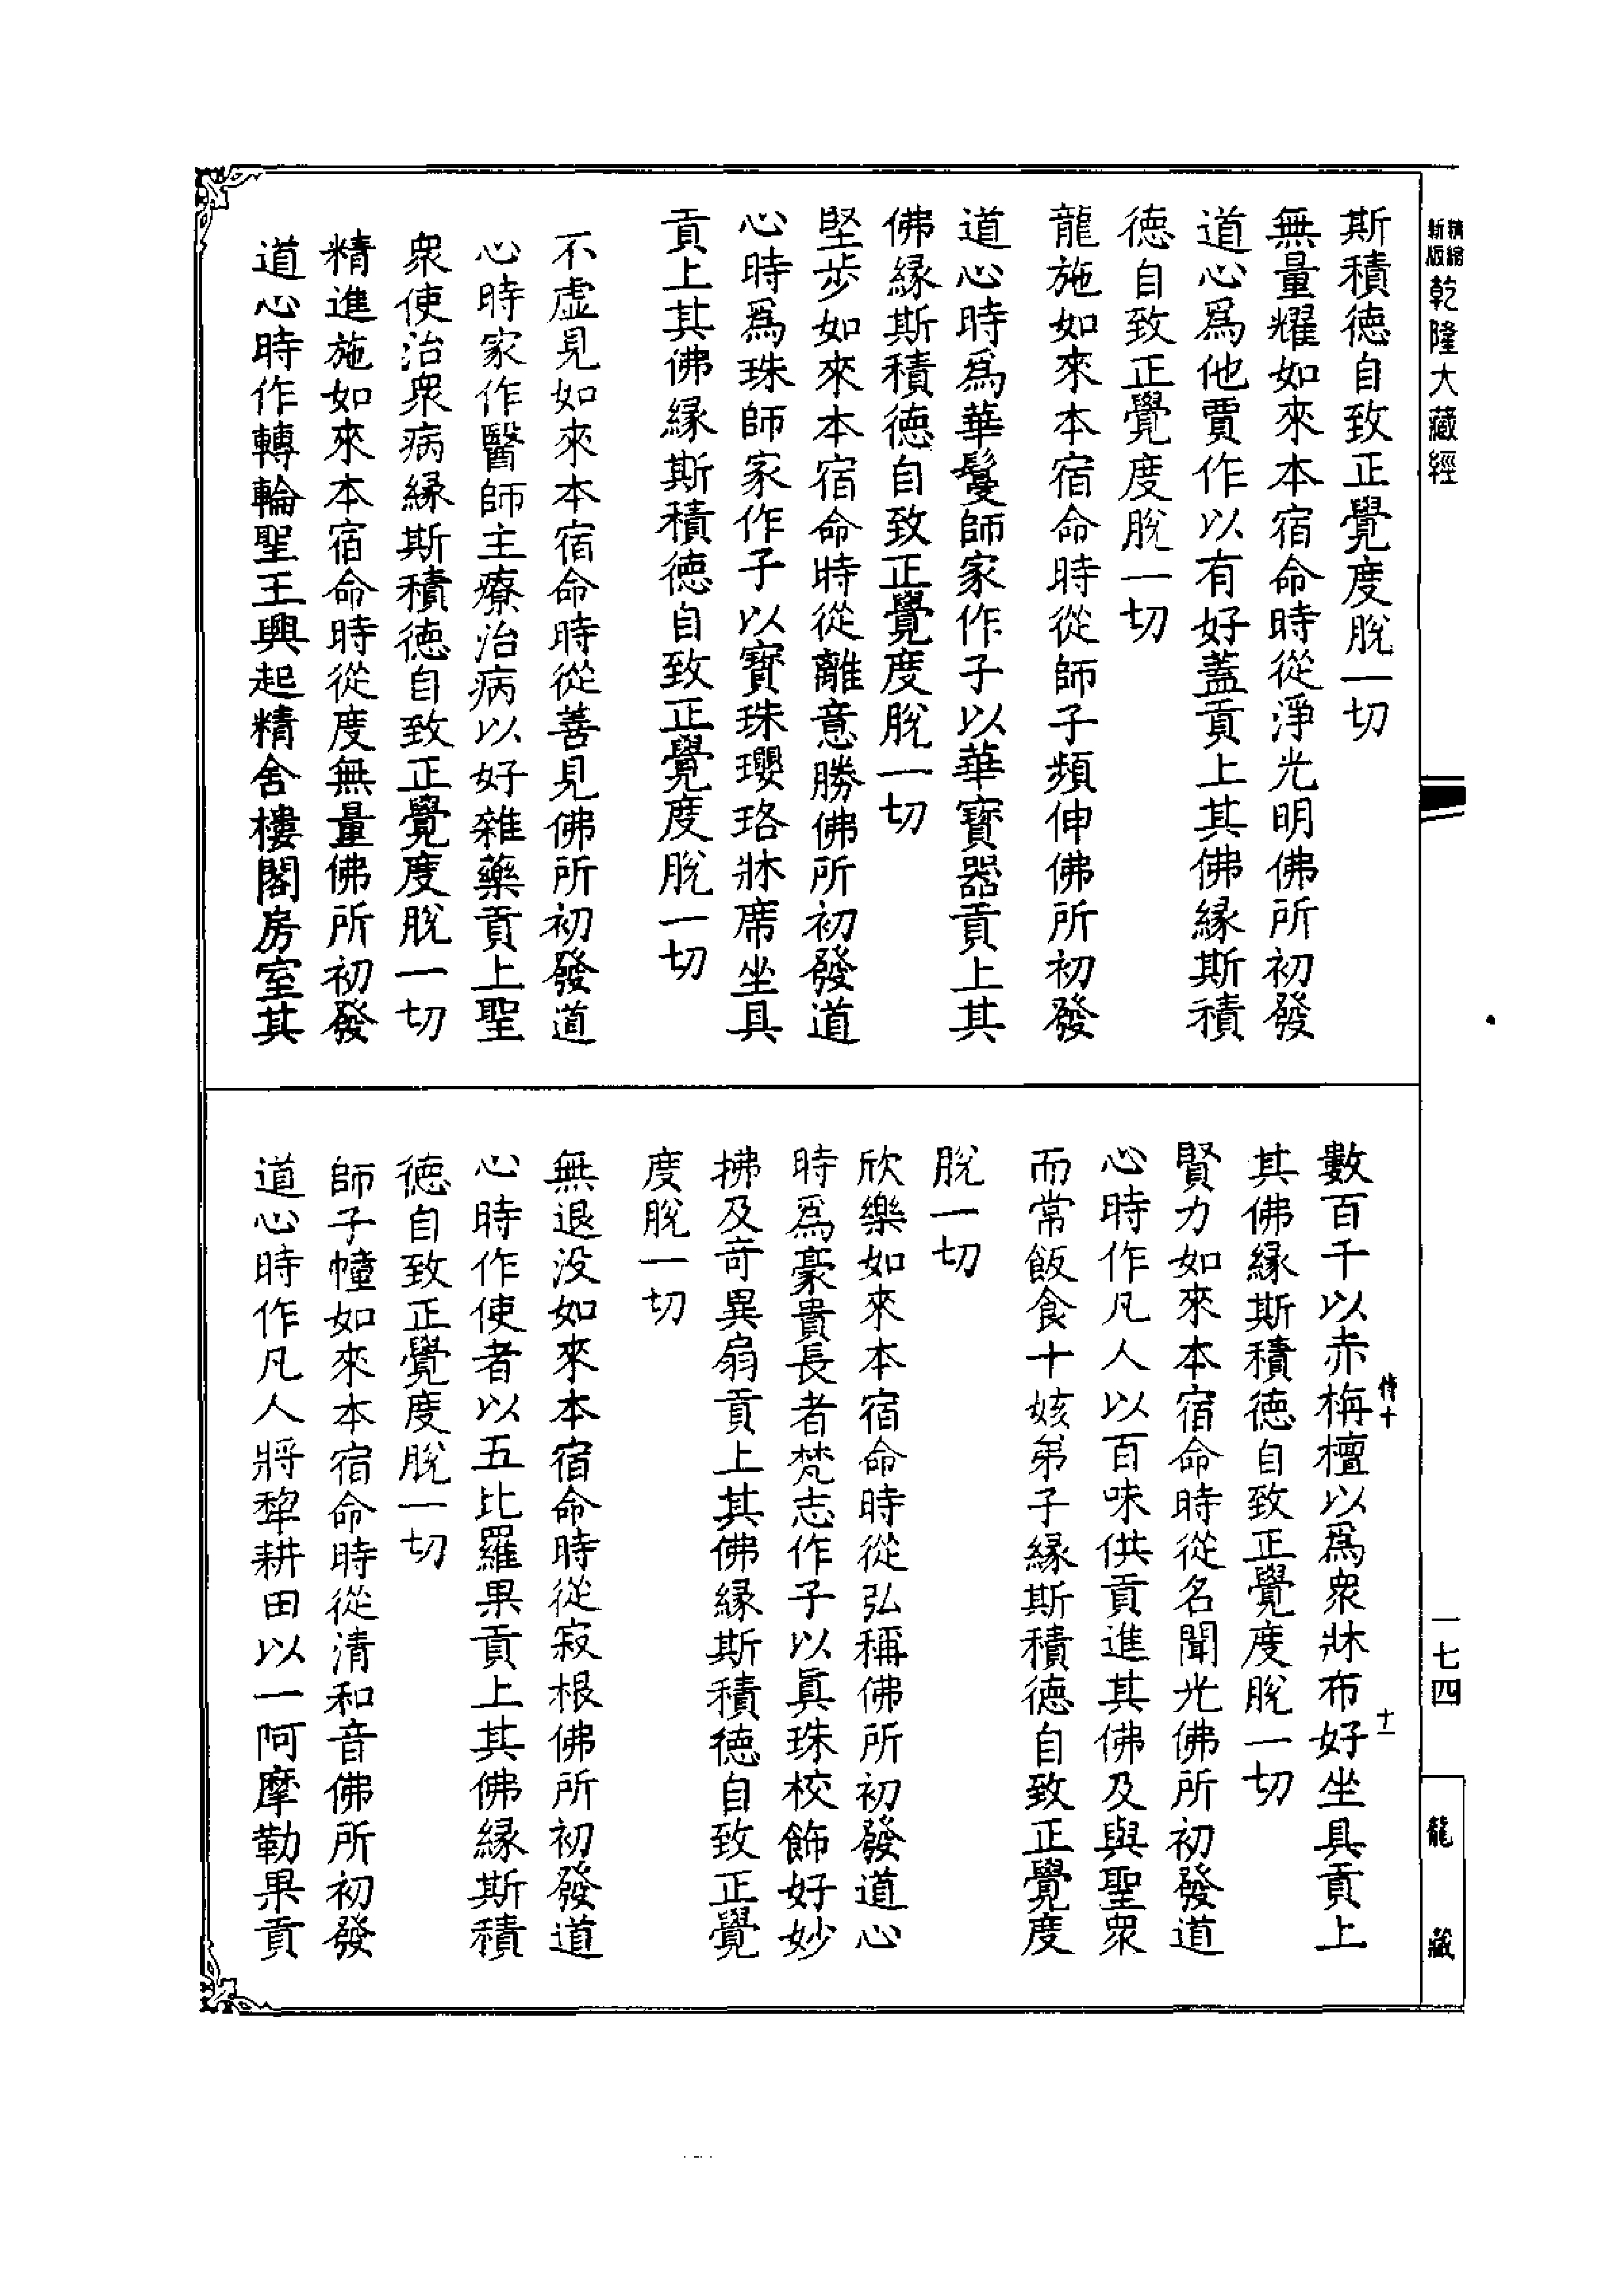 精縮新版乾隆大藏經
斯積德自致正覺度脫一切
無量耀如來本宿命時從淨光明佛所初發
道心爲他賈作以有好蓋貢上其佛縁斯積
德自致正覺度脫一切
龍施如來本宿命時從師子頻伸佛所初發
道心時爲華鬘師家作子以華寶器貢上其
佛縁斯積德自致正覺度脫一切
堅步如來本宿命時從離意勝佛所初發道
心時爲珠師家作子以寶珠瓔珞牀席坐具
貢上其佛縁斯積德自致正覺度脫一切
不虛見如來本宿命時從善見佛所初發道
心時家作醫師主療治病以好雜藥貢上聖
衆使治衆病縁斯積德自致正覺度脫一切
精進施如來本宿命時從度無量佛所初發
道心時作轉輪聖王興起精舍樓閣房室其
數百千以赤栴檀以爲衆牀布好坐具貢上
其佛縁斯積德自致正覺度脫一切
賢力如來本宿命時從名聞光佛所初發道
心時作凡人以百味供貢進其佛及與聖衆
而常飯食十姟弟子縁斯積德自致正覺度
脫一切
欣樂如來本宿命時從弘稱佛所初發道心
時爲豪貴長者梵志作子以眞珠校飾好妙
拂及奇異扇貢上其佛縁斯積德自致正覺
度脫一切
無退没如來本宿命時從寂根佛所初發道
心時作使者以五比羅果貢上其佛縁斯積
德自致正覺度脫一切
師子幢如來本宿命時從清和音佛所初發
道心時作凡人將犂耕田以一阿摩勒果貢
十一
一七四
龍藏